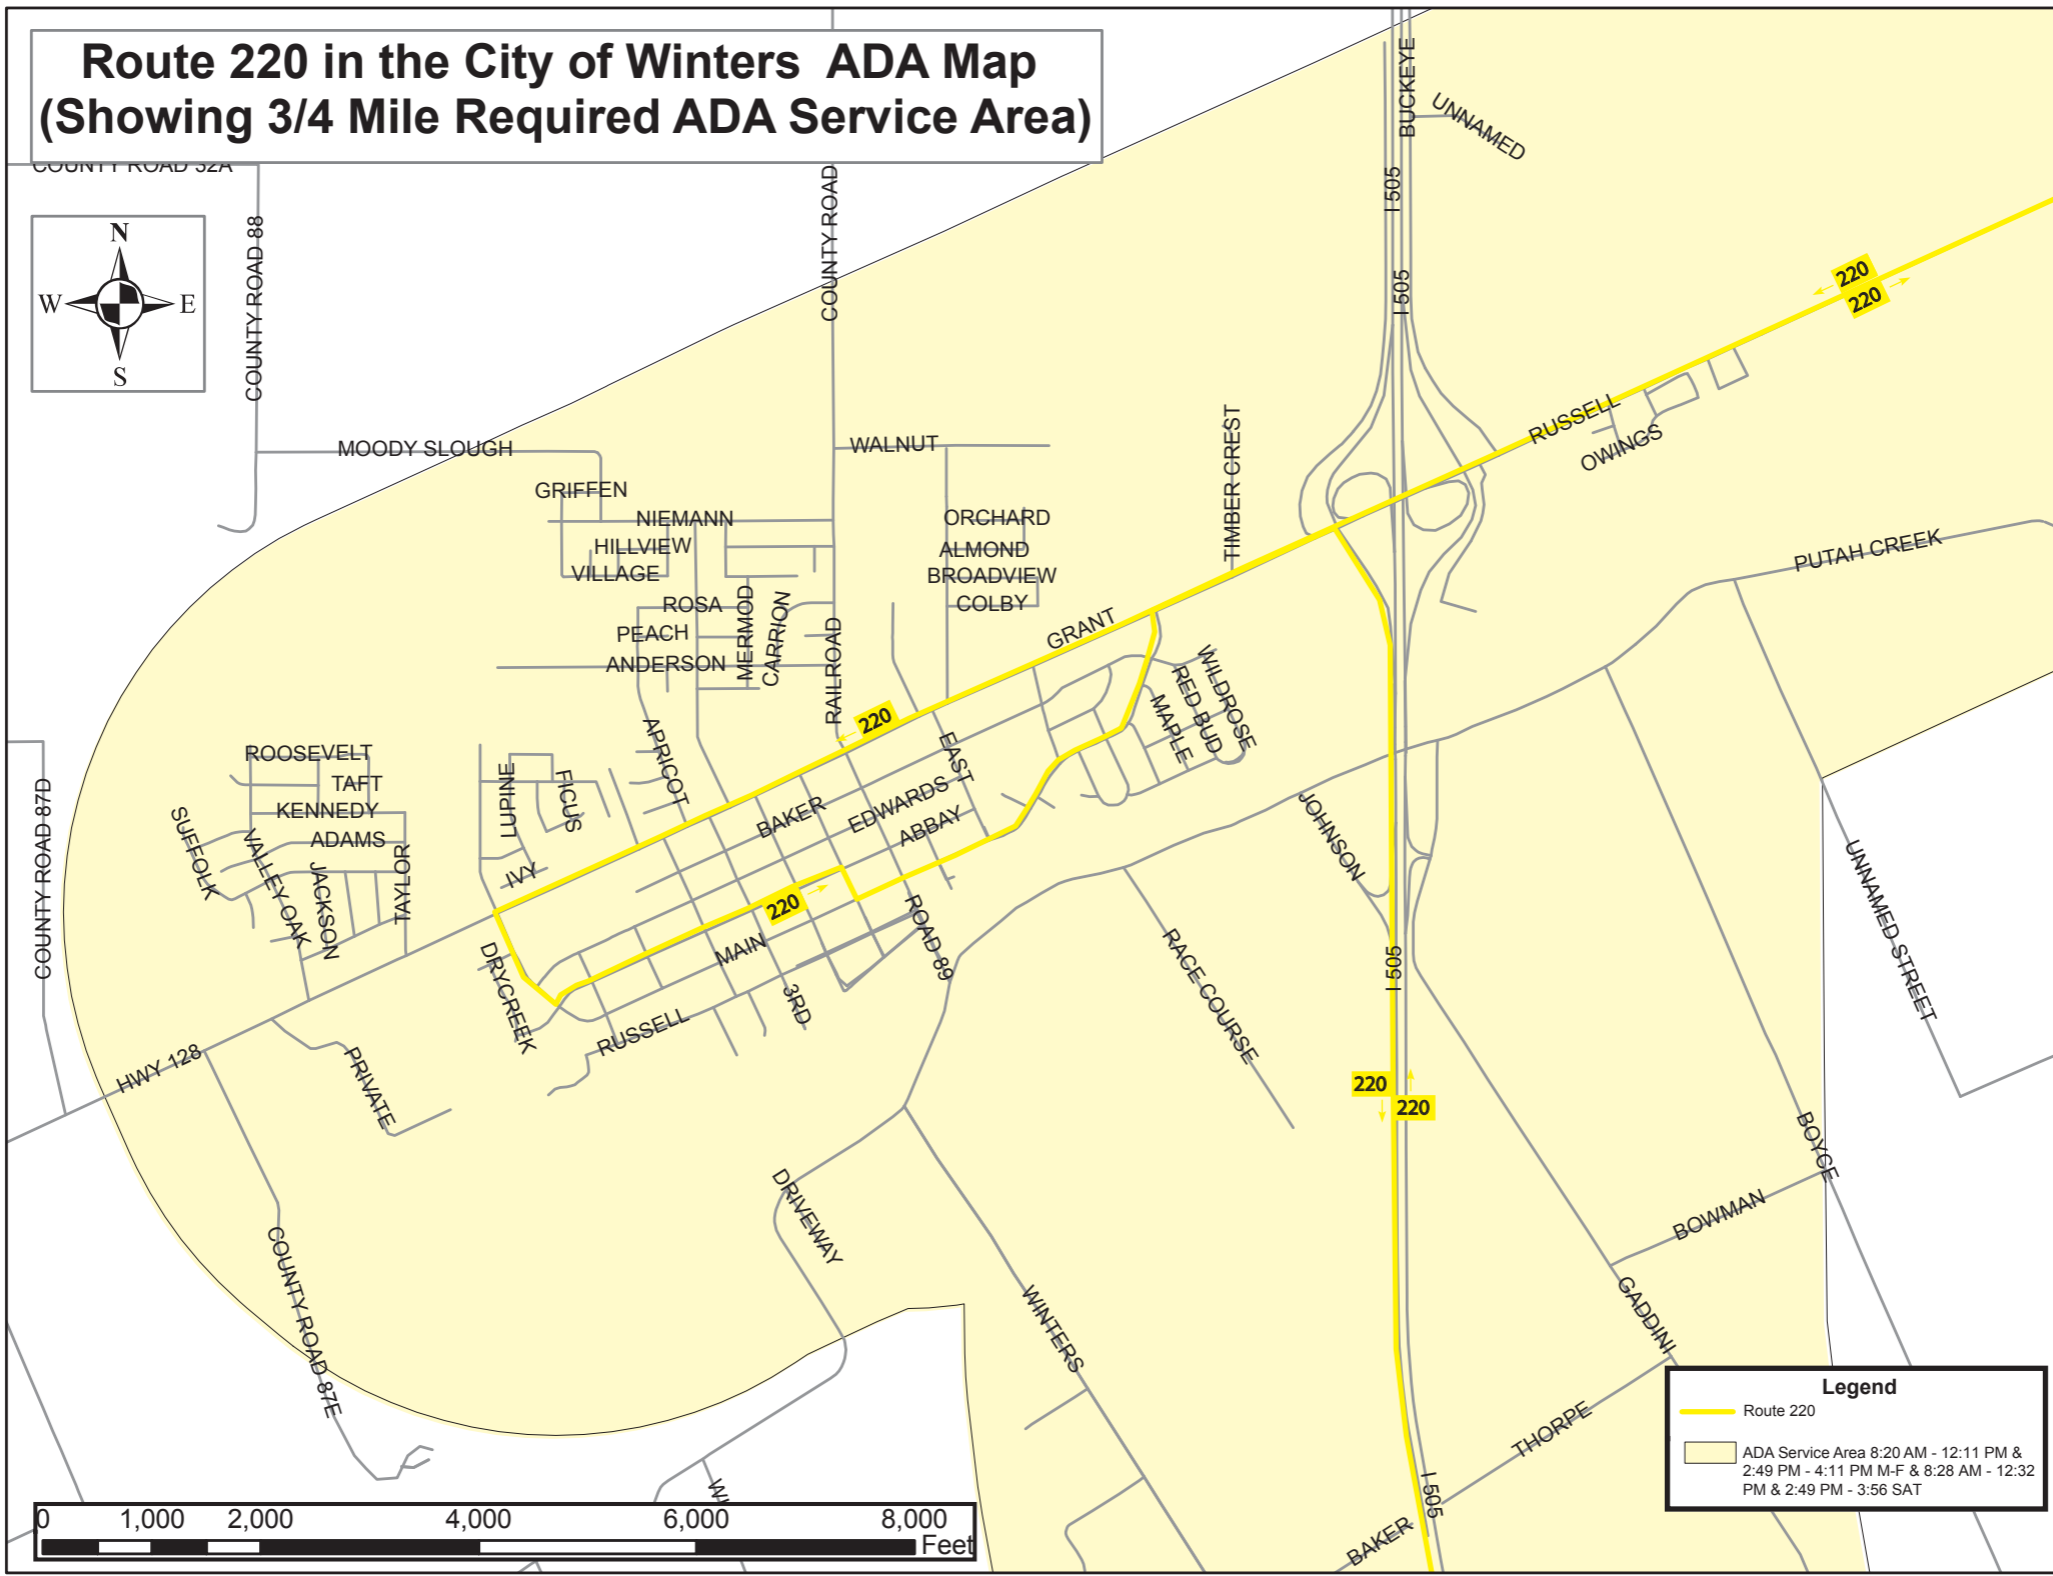 Route 220 in the City of Winters ADA Map
(Showing 3/4 Mile Required ADA Service Area)
COUNTY ROAD 32A
N
W
E
S
COUNTY ROAD 88
COUNTY ROAD
BUCKEYE
UNNAMED
I 505
I 505
220
220
RUSSELL
OWINGS
MOODY SLOUGH
WALNUT
TIMBER CREST
GRIFFEN
NIEMANN
ORCHARD
HILLVIEW
ALMOND
VILLAGE
BROADVIEW
PUTAH CREEK
ROSA
COLBY
MERMOD
CARRION
PEACH
GRANT
ANDERSON
RAILROAD
WILDROSE
RED BUD
MAPLE
220
APRICOT
EAST
ROOSEVELT
TAFT
KENNEDY
ADAMS
SUFFOLK
VALLEY OAK
JACKSON
TAYLOR
LUPINE
FICUS
IVY
BAKER
EDWARDS
ABBAY
COUNTY ROAD 87D
JOHNSON
UNNAMED STREET
220
MAIN
ROAD 89
DRYCREEK
3RD
RUSSELL
RACE COURSE
I 505
HWY 128
PRIVATE
220
220
BOYCE
DRIVEWAY
BOWMAN
COUNTY ROAD 87E
WINTERS
GADDINI
THORPE
I 505
BAKER
Legend
Route 220
ADA Service Area 8:20 AM - 12:11 PM &
2:49 PM - 4:11 PM M-F & 8:28 AM - 12:32
PM & 2:49 PM - 3:56 SAT
0 1,000 2,000 4,000 6,000 8,000
Feet